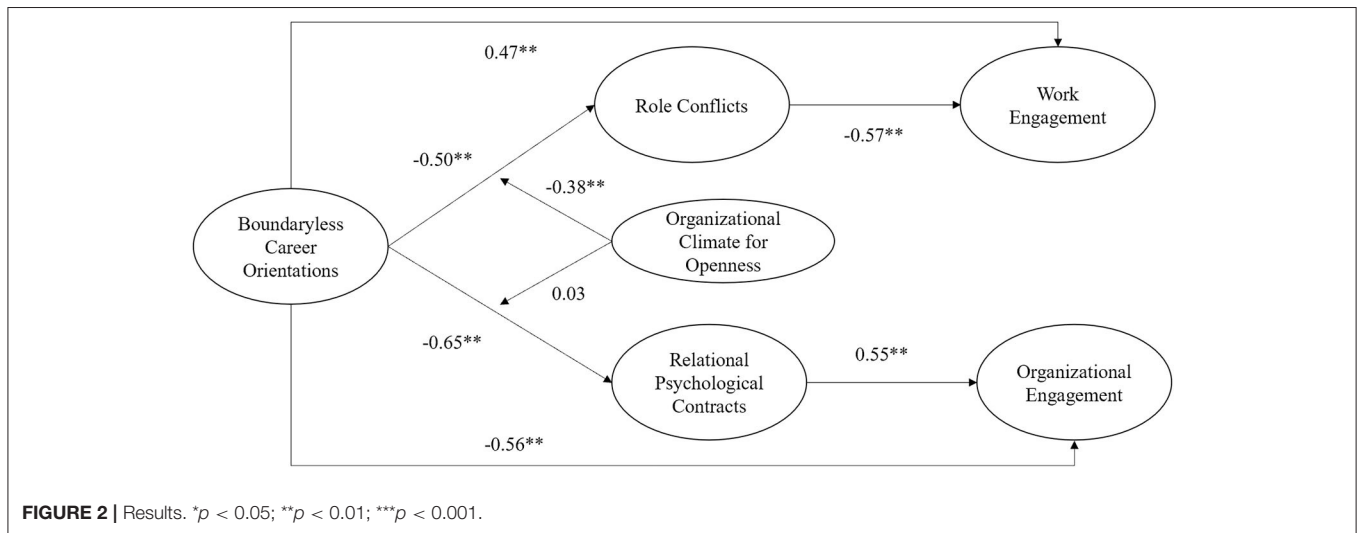 0.47**
Role Conflicts
Work
Engagement
-0.57**
-0.50**
-0.38**
Boundaryless
Career
Orientations
Organizational
Climate for
Openness
0.03
-0.65**
Relational
Psychological
Contracts
0.55**
Organizational
Engagement
-0.56**
FIGURE 2 | Results. *p < 0.05; **p < 0.01; ***p < 0.001.